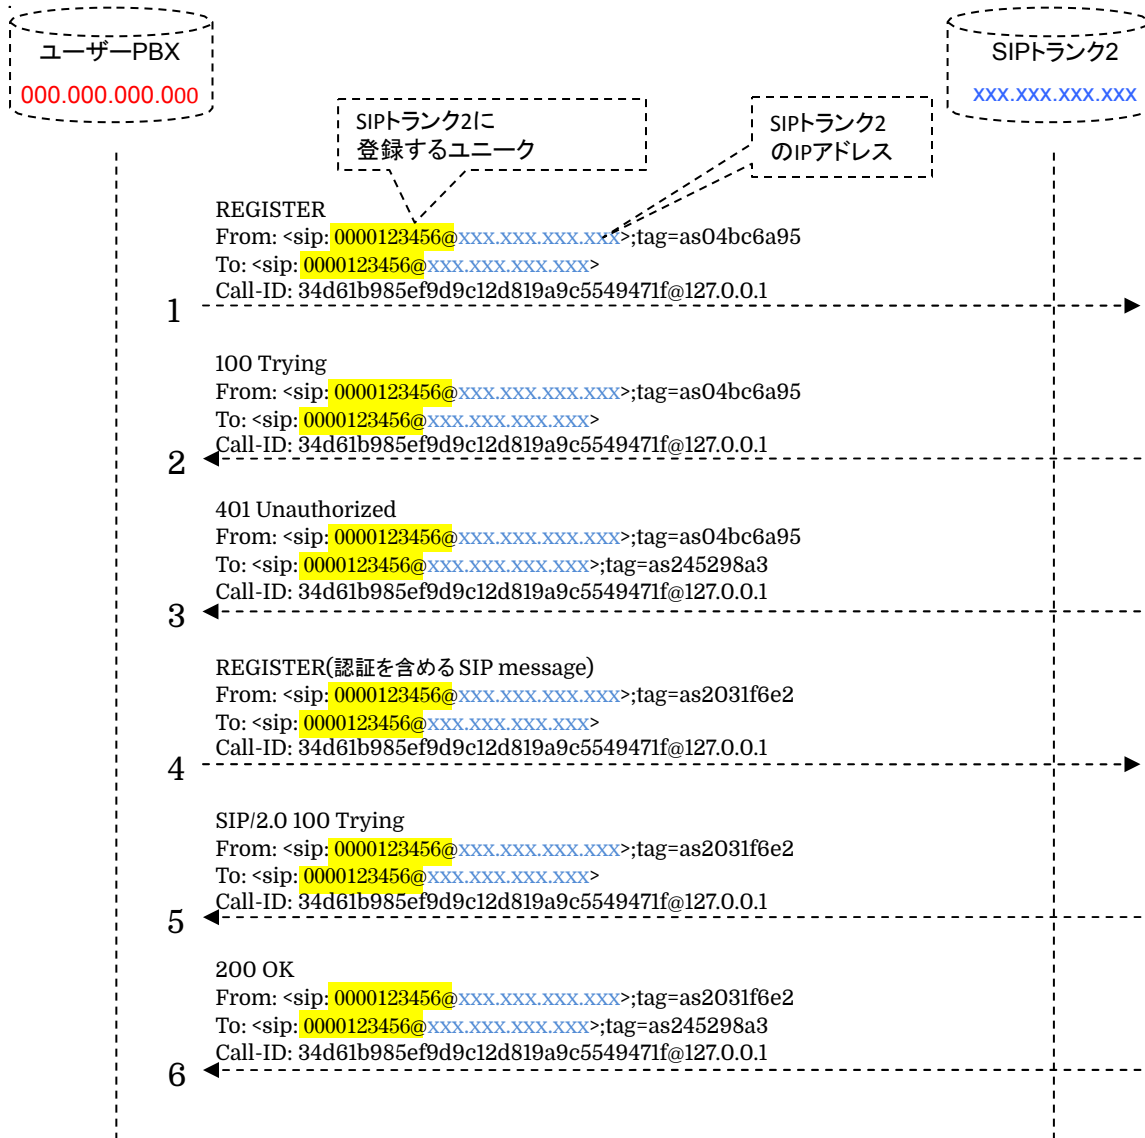 ユーザーPBX
000.000.000.000
SIPトランク2
xxx.xxx.xxx.xxx
SIPトランク2に
登録するユニーク
SIPトランク2
のIPアドレス
REGISTER
From: <sip: 0000123456@xxx.xxx.xxx.xxx>;tag=as04bc6a95
To: <sip: 0000123456@xxx.xxx.xxx.xxx>
Call-ID: 34d61b985ef9d9c12d819a9c5549471f@127.0.0.1
1
100 Trying
From: <sip: 0000123456@xxx.xxx.xxx.xxx>;tag=as04bc6a95
To: <sip: 0000123456@xxx.xxx.xxx.xxx>
Call-ID: 34d61b985ef9d9c12d819a9c5549471f@127.0.0.1
2
401 Unauthorized
From: <sip: 0000123456@xxx.xxx.xxx.xxx>;tag=as04bc6a95
To: <sip: 0000123456@xxx.xxx.xxx.xxx>;tag=as245298a3
Call-ID: 34d61b985ef9d9c12d819a9c5549471f@127.0.0.1
3
REGISTER(認証を含める SIP message)
From: <sip: 0000123456@xxx.xxx.xxx.xxx>;tag=as2031f6e2
To: <sip: 0000123456@xxx.xxx.xxx.xxx>
Call-ID: 34d61b985ef9d9c12d819a9c5549471f@127.0.0.1
4
SIP/2.0 100 Trying
From: <sip: 0000123456@xxx.xxx.xxx.xxx>;tag=as2031f6e2
To: <sip: 0000123456@xxx.xxx.xxx.xxx>
Call-ID: 34d61b985ef9d9c12d819a9c5549471f@127.0.0.1
5
200 OK
From: <sip: 0000123456@xxx.xxx.xxx.xxx>;tag=as2031f6e2
To: <sip: 0000123456@xxx.xxx.xxx.xxx>;tag=as245298a3
Call-ID: 34d61b985ef9d9c12d819a9c5549471f@127.0.0.1
6